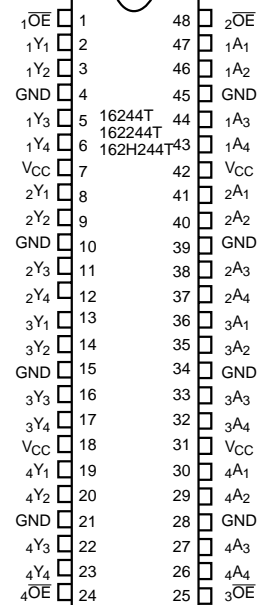 1OE 1 48 2OE
1Y1 2 47 1A1
1Y2 3 46 1A2
GND 4 45 GND
1Y3 5 16244T 44 1A3
162244T
1Y4 6 162H244T 43 1A4
VCC 7 42 VCC
2Y1 8 41 2A1
2Y2 9 40 2A2
GND 10 39 GND
2Y3 11 38 2A3
2Y4 12 37 2A4
3Y1 13 36 3A1
3Y2 14 35 3A2
GND 15 34 GND
3Y3 16 33 3A3
3Y4 17 32 3A4
VCC 18 31 VCC
4Y1 19 30 4A1
4Y2 20 29 4A2
GND 21 28 GND
4Y3 22 27 4A3
4Y4 23 26 4A4
4OE 24 25 3OE